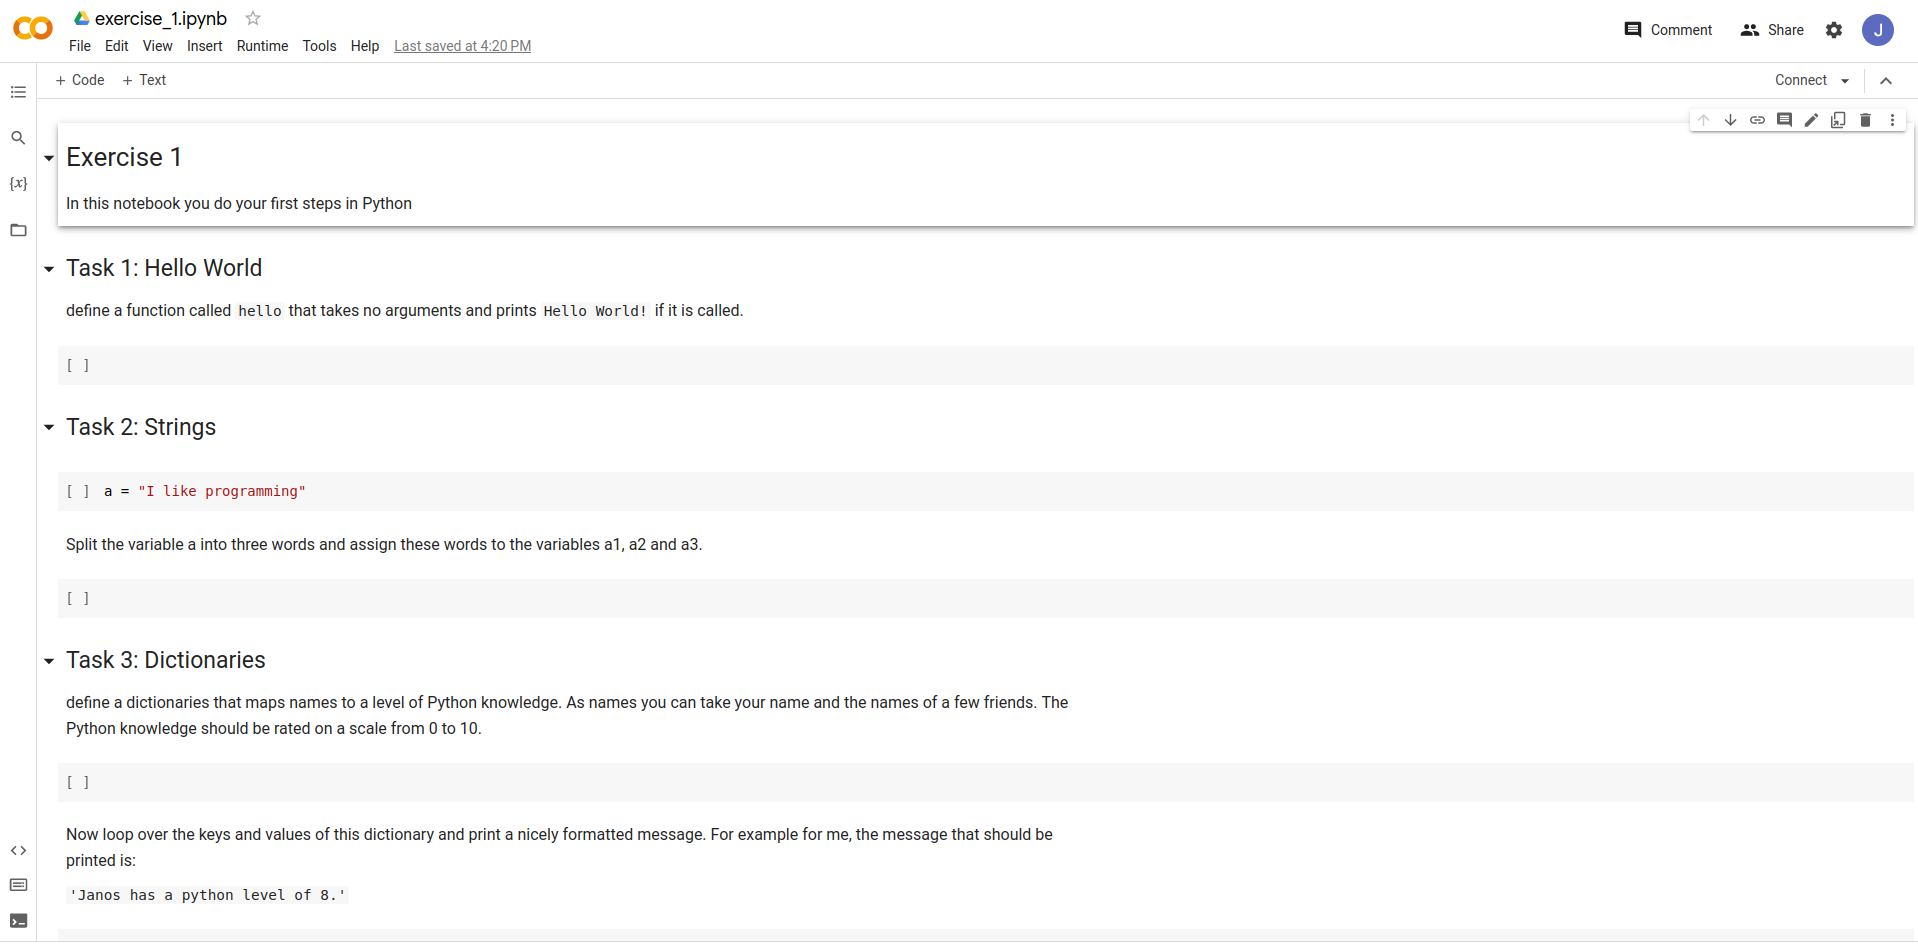 exercise_1.ipynb
File Edit View Insert Runtime Tools Help Last saved at 4:20 PM
Comment Share J
+ Code + Text
Connect
{x}
Exercise 1
In this notebook you do your first steps in Python
Task 1: Hello World
define a function called hello that takes no arguments and prints Hello World! if it is called.
[ ]
Task 2: Strings
[ ] a = "I like programming"
Split the variable a into three words and assign these words to the variables a1, a2 and a3.
[ ]
Task 3: Dictionaries
define a dictionaries that maps names to a level of Python knowledge. As names you can take your name and the names of a few friends. The
Python knowledge should be rated on a scale from 0 to 10.
[ ]
Now loop over the keys and values of this dictionary and print a nicely formatted message. For example for me, the message that should be
printed is:
'Janos has a python level of 8.'